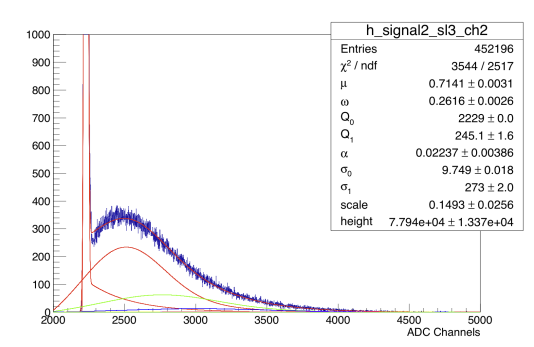 h_signal2_sl3_ch2
Entries 452196
χ² / ndf 3544 / 2517
μ 0.7141 ± 0.0031
ω 0.2616 ± 0.0026
Q₀ 2229 ± 0.0
Q₁ 245.1 ± 1.6
α 0.02237 ± 0.00386
σ₀ 9.749 ± 0.018
σ₁ 273 ± 2.0
scale 0.1493 ± 0.0256
height 7.794e+04 ± 1.337e+04
1000
900
800
700
600
500
400
300
200
100
0
2000 2500 3000 3500 4000 4500 5000
ADC Channels